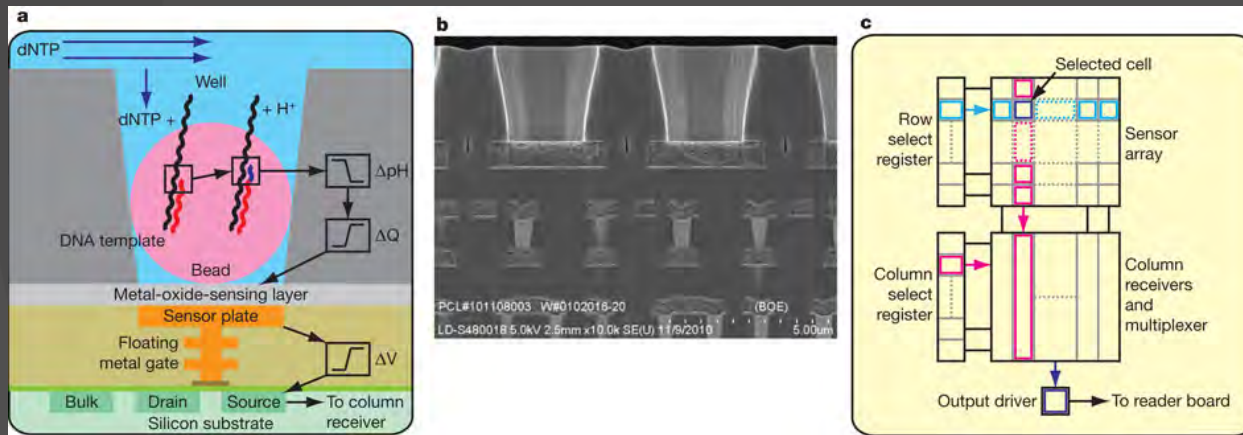 a
dNTP
Well
dNTP +
+ H⁺
ΔpH
DNA template
ΔQ
Bead
Metal-oxide-sensing layer
Sensor plate
Floating
metal gate
ΔV
Bulk
Drain
Source
To column
receiver
Silicon substrate
b
PCL#101108003 W#0102016-20 (BOE)
LD-S480018 5.0kV 2.5mm x10.0k SE(U) 11/9/2010 5.00um
c
Selected cell
Row
select
register
Sensor
array
Column
select
register
Column
receivers
and
multiplexer
Output driver
To reader board